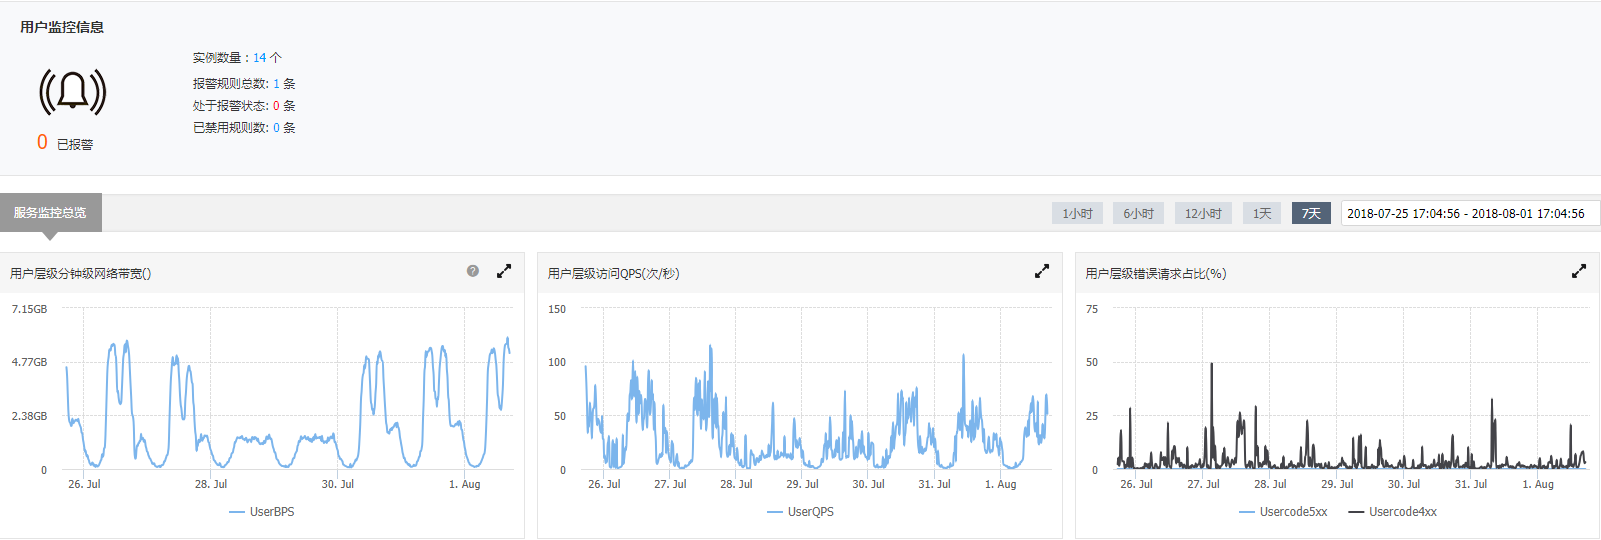 用户监控信息
实例数量：14 个
报警规则总数: 1 条
处于报警状态: 0 条
已禁用规则数: 0 条
0 已报警
服务监控总览
1小时 6小时 12小时 1天 7天 2018-07-25 17:04:56 - 2018-08-01 17:04:56
用户层级分钟级网络带宽() ?
7.15GB
4.77GB
2.38GB
0
26. Jul 28. Jul 30. Jul 1. Aug
UserBPS
用户层级访问QPS(次/秒)
150
100
50
0
26. Jul 27. Jul 28. Jul 29. Jul 30. Jul 31. Jul 1. Aug
UserQPS
用户层级错误请求占比(%)
75
50
25
0
26. Jul 27. Jul 28. Jul 29. Jul 30. Jul 31. Jul 1. Aug
Usercode5xx Usercode4xx